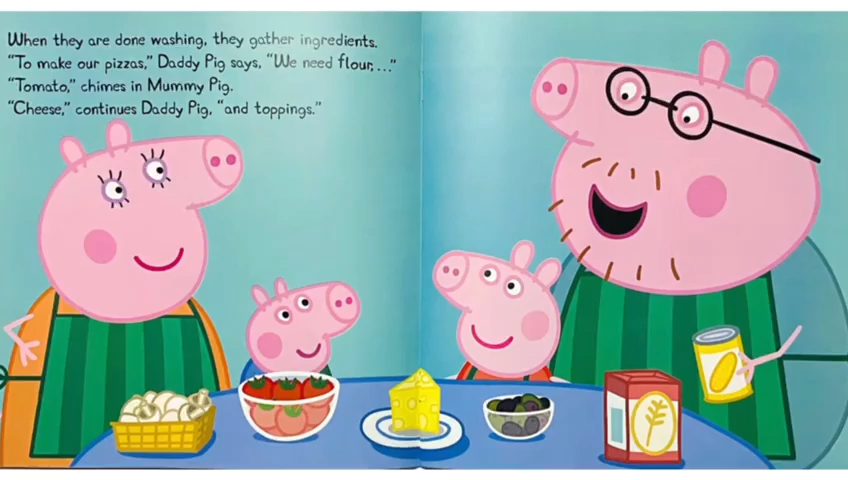 When they are done washing, they gather ingredients.
"To make our pizzas," Daddy Pig says, "We need flour, ..."
"Tomato," chimes in Mummy Pig.
"Cheese," continues Daddy Pig, "and toppings."